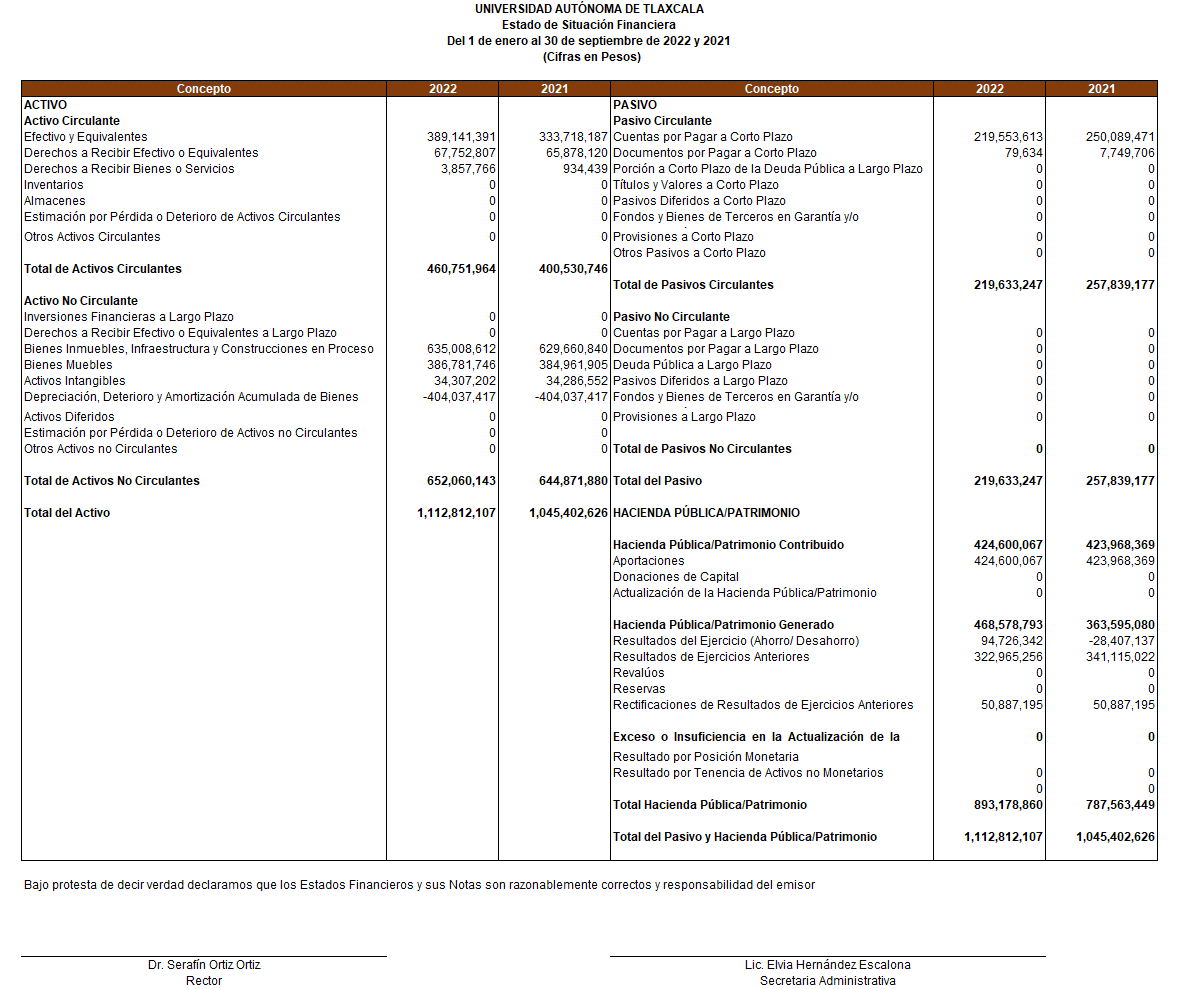 UNIVERSIDAD AUTÓNOMA DE TLAXCALA
Estado de Situación Financiera
Del 1 de enero al 30 de septiembre de 2022 y 2021
(Cifras en Pesos)
Concepto 2022 2021 Concepto 2022 2021
ACTIVO PASIVO
Activo Circulante Pasivo Circulante
Efectivo y Equivalentes 389,141,391 333,718,187 Cuentas por Pagar a Corto Plazo 219,553,613 250,089,471
Derechos a Recibir Efectivo o Equivalentes 67,752,807 65,878,120 Documentos por Pagar a Corto Plazo 79,634 7,749,706
Derechos a Recibir Bienes o Servicios 3,857,766 934,439 Porción a Corto Plazo de la Deuda Pública a Largo Plazo 0 0
Inventarios 0 0 Títulos y Valores a Corto Plazo 0 0
Almacenes 0 0 Pasivos Diferidos a Corto Plazo 0 0
Estimación por Pérdida o Deterioro de Activos Circulantes 0 0 Fondos y Bienes de Terceros en Garantía y/o 0 0
Otros Activos Circulantes 0 0 Provisiones a Corto Plazo 0 0
Otros Pasivos a Corto Plazo 0 0
Total de Activos Circulantes 460,751,964 400,530,746
Total de Pasivos Circulantes 219,633,247 257,839,177
Activo No Circulante
Inversiones Financieras a Largo Plazo 0 0 Pasivo No Circulante
Derechos a Recibir Efectivo o Equivalentes a Largo Plazo 0 0 Cuentas por Pagar a Largo Plazo 0 0
Bienes Inmuebles, Infraestructura y Construcciones en Proceso 635,008,612 629,660,840 Documentos por Pagar a Largo Plazo 0 0
Bienes Muebles 386,781,746 384,961,905 Deuda Pública a Largo Plazo 0 0
Activos Intangibles 34,307,202 34,286,552 Pasivos Diferidos a Largo Plazo 0 0
Depreciación, Deterioro y Amortización Acumulada de Bienes -404,037,417 -404,037,417 Fondos y Bienes de Terceros en Garantía y/o 0 0
Activos Diferidos 0 0 Provisiones a Largo Plazo 0 0
Estimación por Pérdida o Deterioro de Activos no Circulantes 0 0
Otros Activos no Circulantes 0 0 Total de Pasivos No Circulantes 0 0
Total de Activos No Circulantes 652,060,143 644,871,880 Total del Pasivo 219,633,247 257,839,177
Total del Activo 1,112,812,107 1,045,402,626 HACIENDA PÚBLICA/PATRIMONIO
Hacienda Pública/Patrimonio Contribuido 424,600,067 423,968,369
Aportaciones 424,600,067 423,968,369
Donaciones de Capital 0 0
Actualización de la Hacienda Pública/Patrimonio 0 0
Hacienda Pública/Patrimonio Generado 468,578,793 363,595,080
Resultados del Ejercicio (Ahorro/ Desahorro) 94,726,342 -28,407,137
Resultados de Ejercicios Anteriores 322,965,256 341,115,022
Revalúos 0 0
Reservas 0 0
Rectificaciones de Resultados de Ejercicios Anteriores 50,887,195 50,887,195
Exceso o Insuficiencia en la Actualización de la 0 0
Resultado por Posición Monetaria
Resultado por Tenencia de Activos no Monetarios 0 0
0 0
Total Hacienda Pública/Patrimonio 893,178,860 787,563,449
Total del Pasivo y Hacienda Pública/Patrimonio 1,112,812,107 1,045,402,626
Bajo protesta de decir verdad declaramos que los Estados Financieros y sus Notas son razonablemente correctos y responsabilidad del emisor
Dr. Serafín Ortiz Ortiz Lic. Elvia Hernández Escalona
Rector Secretaria Administrativa